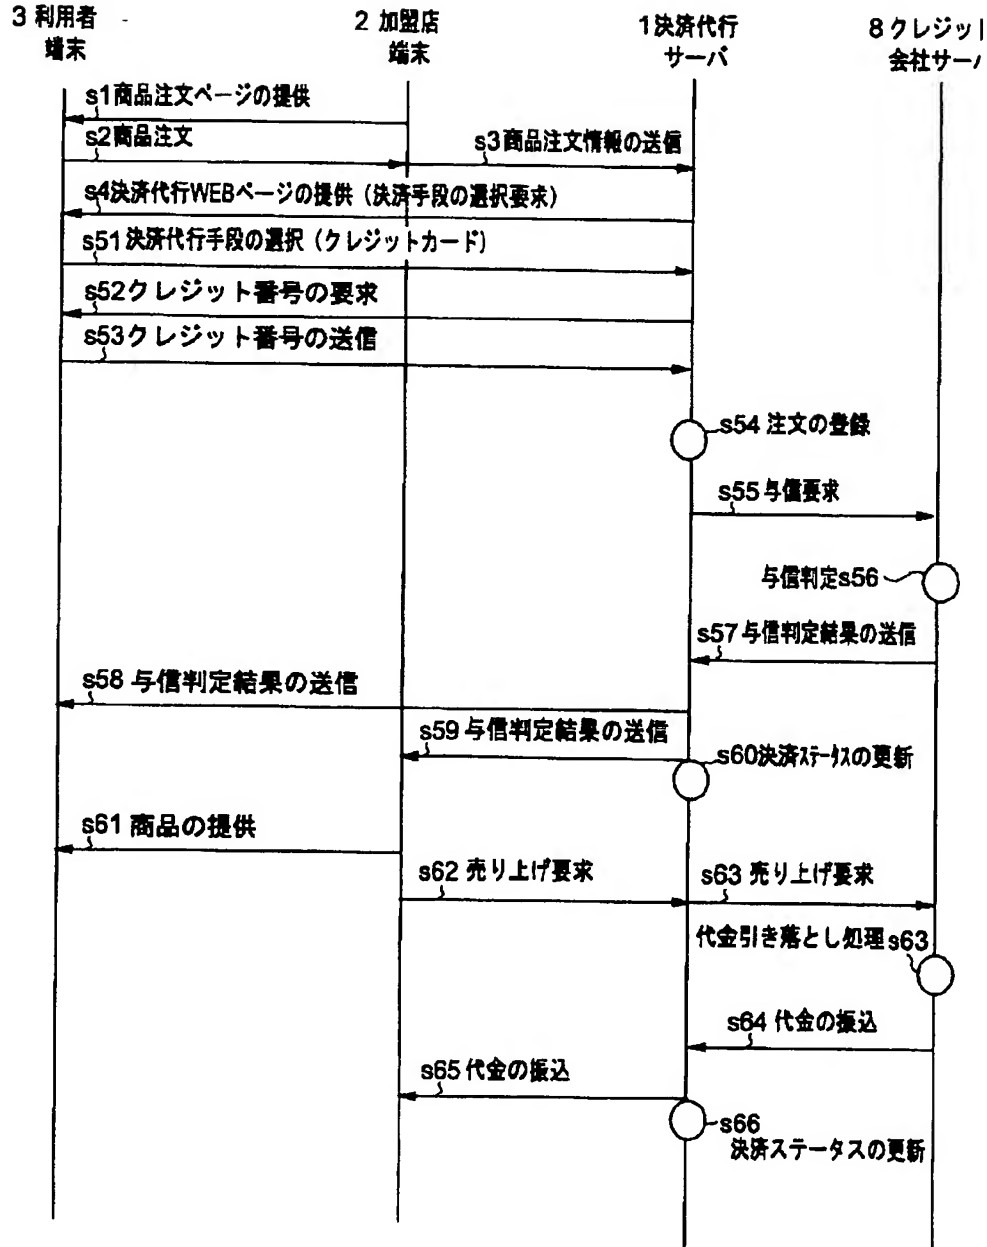 3 利用者
端末
2 加盟店
端末
1決済代行
サーバ
8クレジット
会社サーバ
s1商品注文ページの提供
s2商品注文
s3商品注文情報の送信
s4決済代行WEBページの提供（決済手段の選択要求）
s51決済代行手段の選択（クレジットカード）
s52クレジット番号の要求
s53クレジット番号の送信
s54 注文の登録
s55与信要求
与信判定s56
s57与信判定結果の送信
s58 与信判定結果の送信
s59与信判定結果の送信
s60決済ステータスの更新
s61 商品の提供
s62 売り上げ要求
s63 売り上げ要求
代金引き落とし処理s63
s64 代金の振込
s65代金の振込
s66
決済ステータスの更新